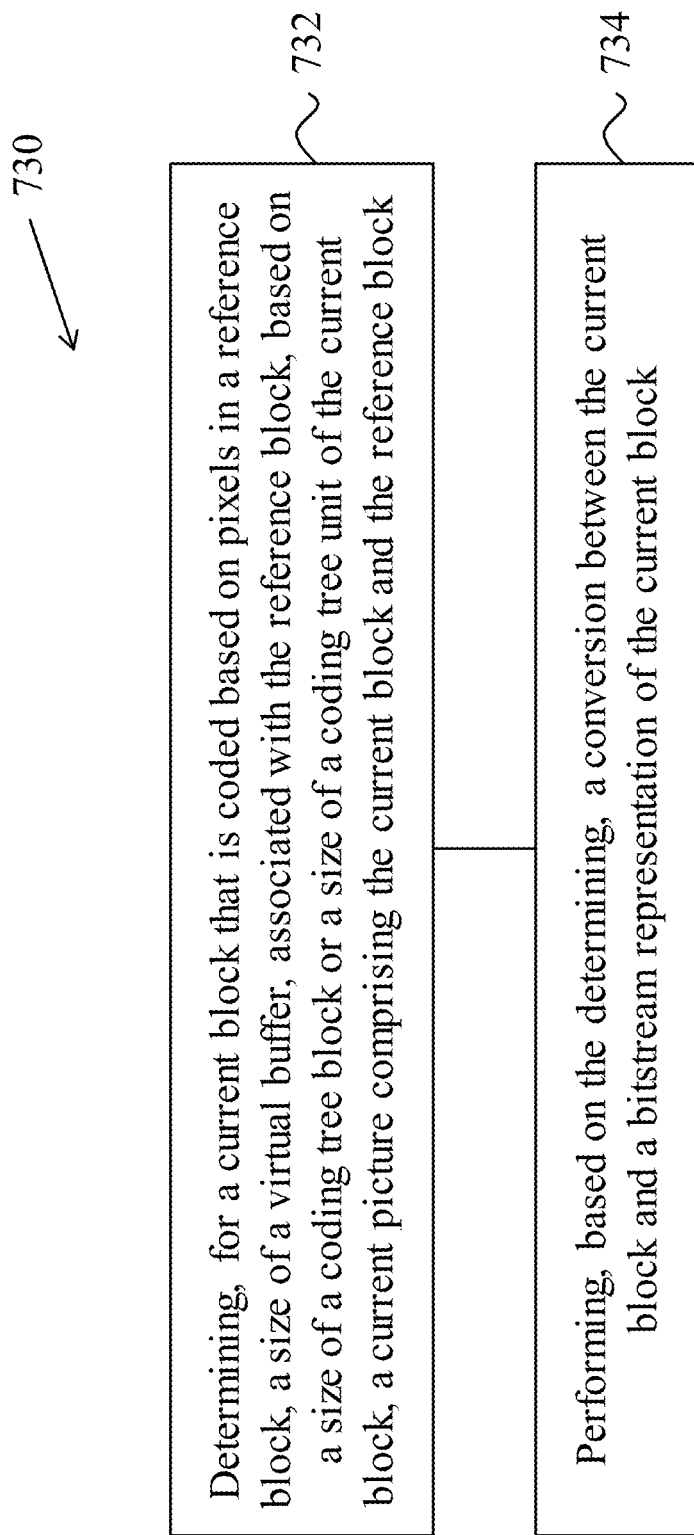 730
Determining, for a current block that is coded based on pixels in a reference
block, a size of a virtual buffer, associated with the reference block, based on
a size of a coding tree block or a size of a coding tree unit of the current
block, a current picture comprising the current block and the reference block
732
Performing, based on the determining, a conversion between the current
block and a bitstream representation of the current block
734